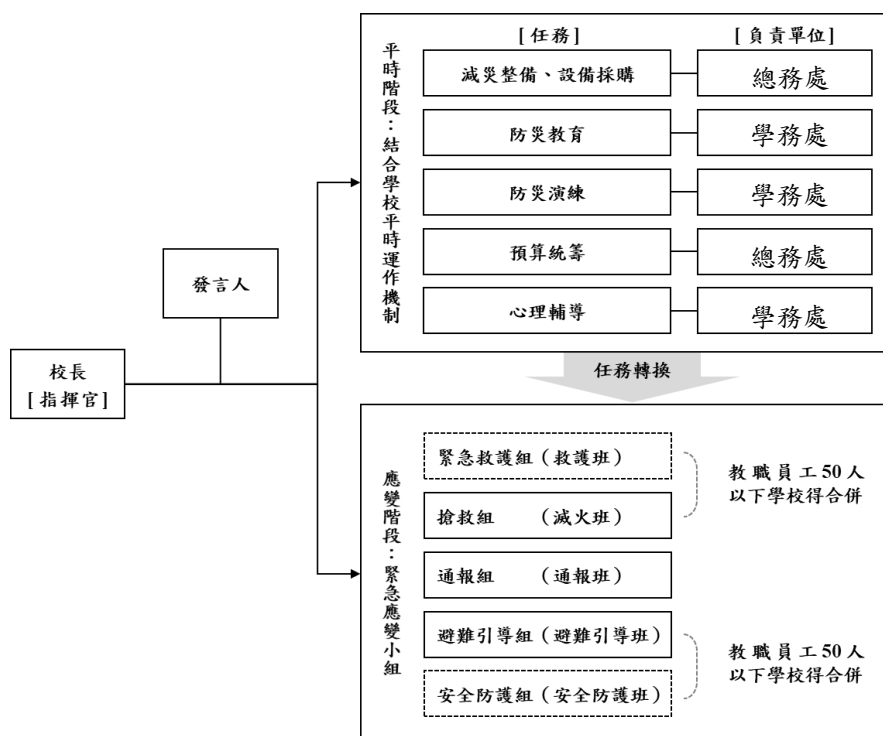 [任務]
[負責單位]
平時階段：結合學校平時運作機制
減災整備、設備採購
總務處
防災教育
學務處
防災演練
學務處
預算統籌
總務處
心理輔導
學務處
發言人
校長
[指揮官]
任務轉換
應變階段：緊急應變小組
緊急救護組（救護班）
搶救組　　（滅火班）
教職員工50人
以下學校得合併
通報組　　（通報班）
避難引導組（避難引導班）
安全防護組（安全防護班）
教職員工50人
以下學校得合併